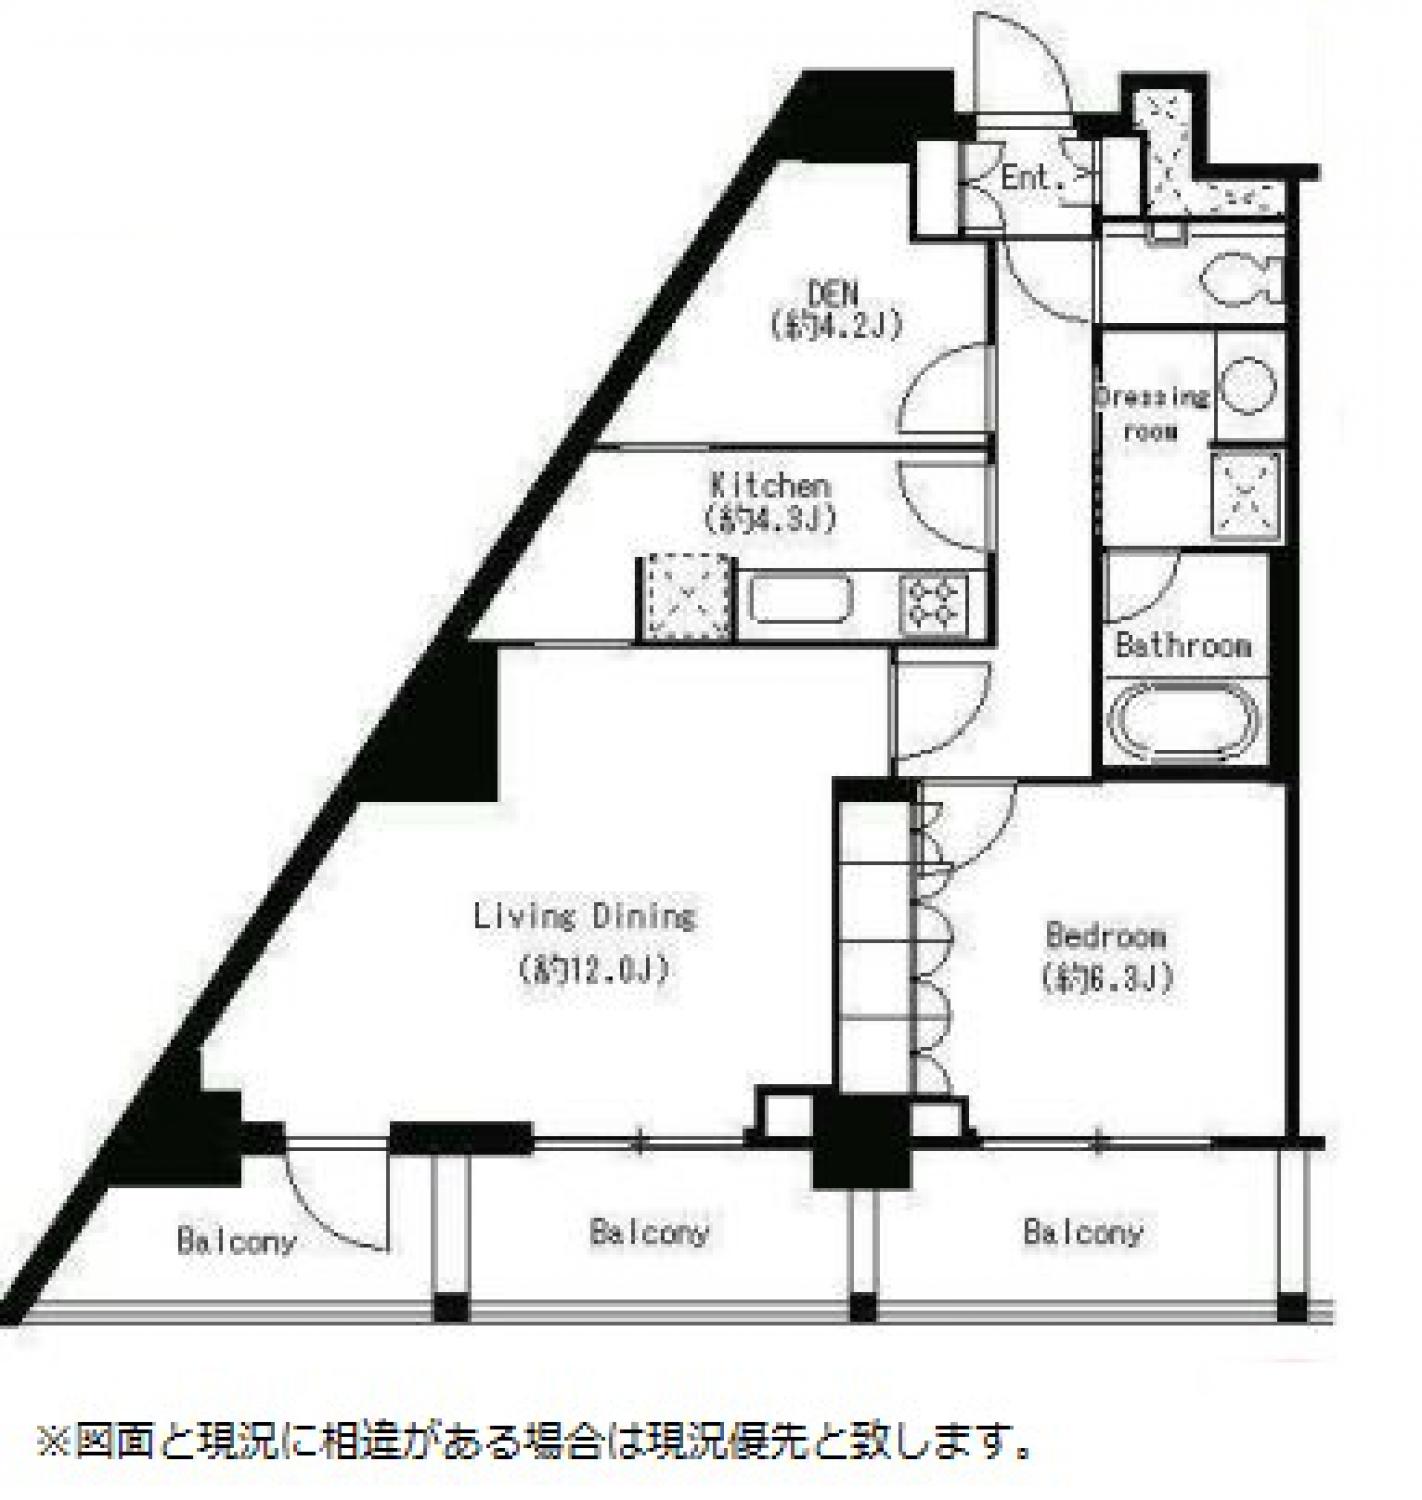 Ent.
DEN
(約4.2J)
Dressing
room
Kitchen
(約4.3J)
Bathroom
Living Dining
(約12.0J)
Bedroom
(約6.3J)
Balcony
Balcony
Balcony
※図面と現況に相違がある場合は現況優先と致します。